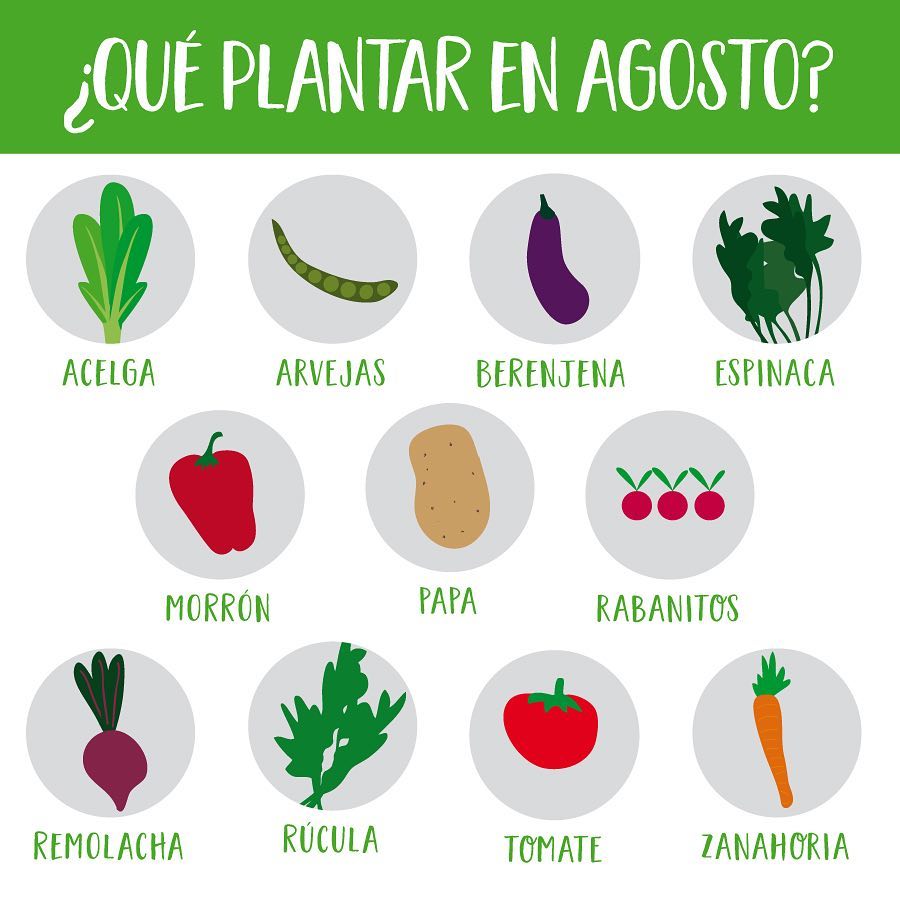 ¿QUÉ PLANTAR EN AGOSTO?
ACELGA
ARVEJAS
BERENJENA
ESPINACA
MORRÓN
PAPA
RABANITOS
REMOLACHA
RÚCULA
TOMATE
ZANAHORIA